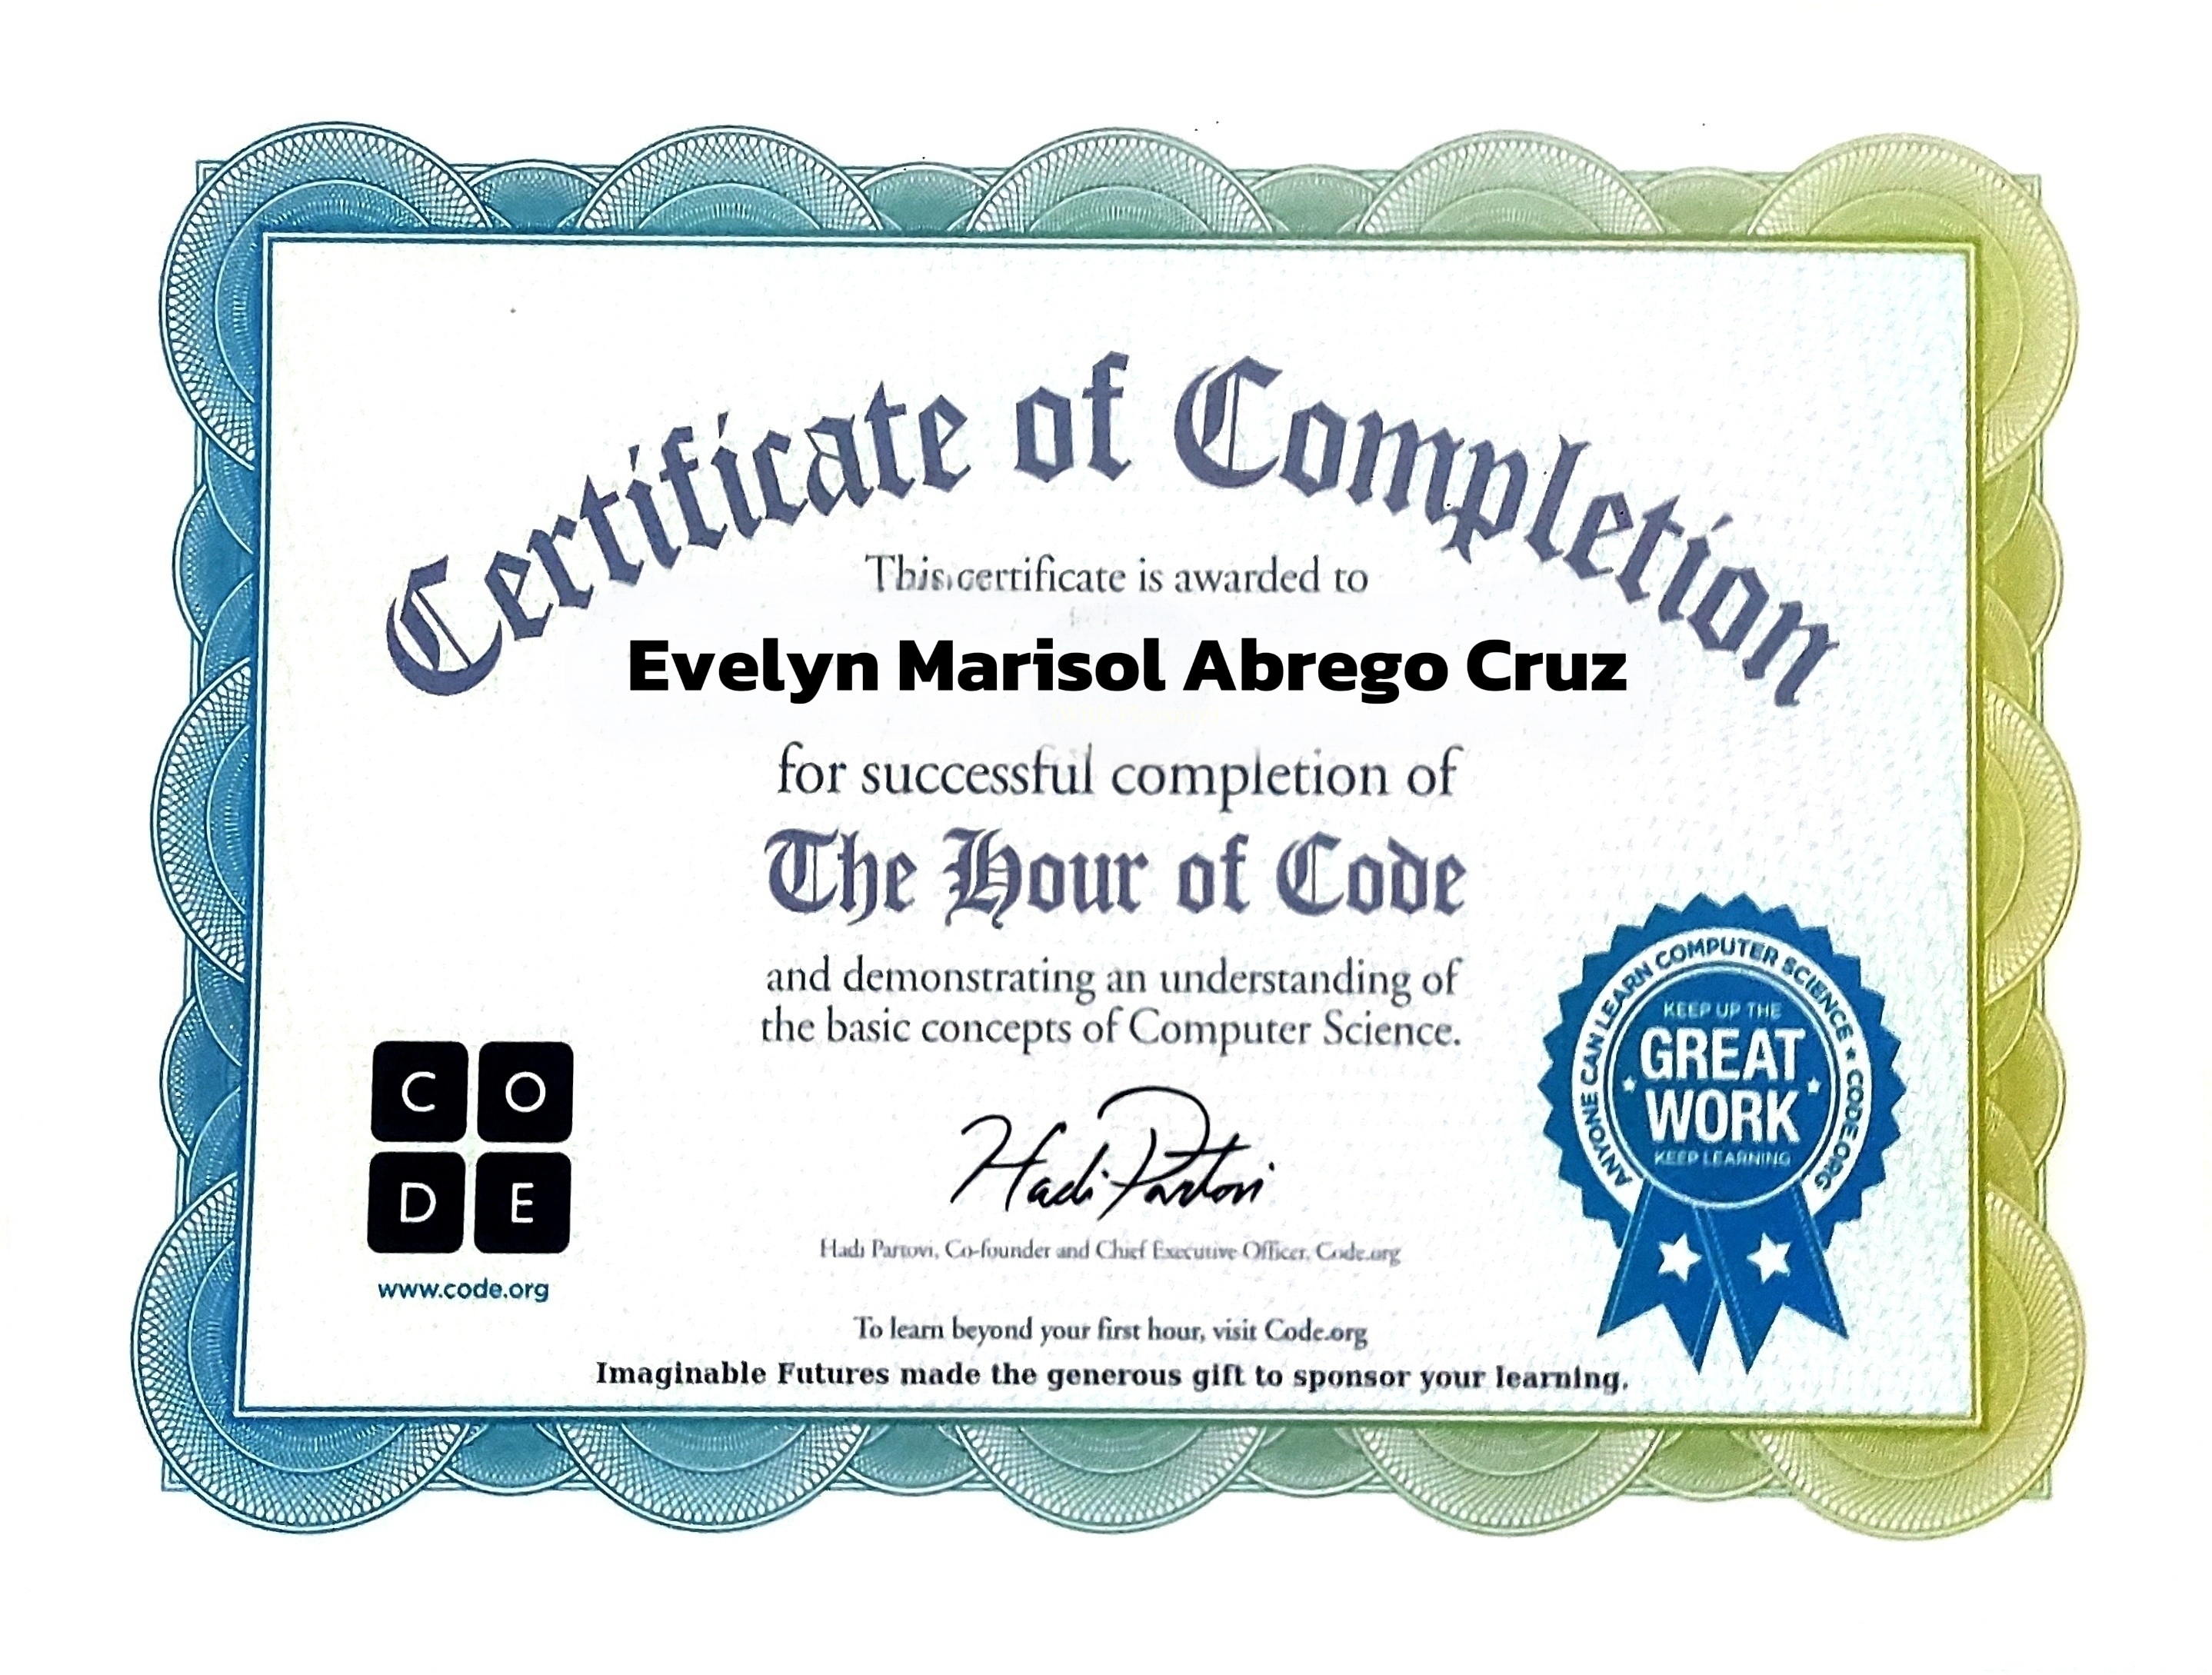 Certificate of Completion
This certificate is awarded to
Evelyn Marisol Abrego Cruz
for successful completion of
The Hour of Code
and demonstrating an understanding of
the basic concepts of Computer Science.
C O
D E
www.code.org
Hadi Partovi
Hadi Partovi, Co-founder and Chief Executive Officer, Code.org
To learn beyond your first hour, visit Code.org
Imaginable Futures made the generous gift to sponsor your learning.
ANYONE CAN LEARN COMPUTER SCIENCE * CODE.ORG
KEEP UP THE
GREAT
WORK
KEEP LEARNING